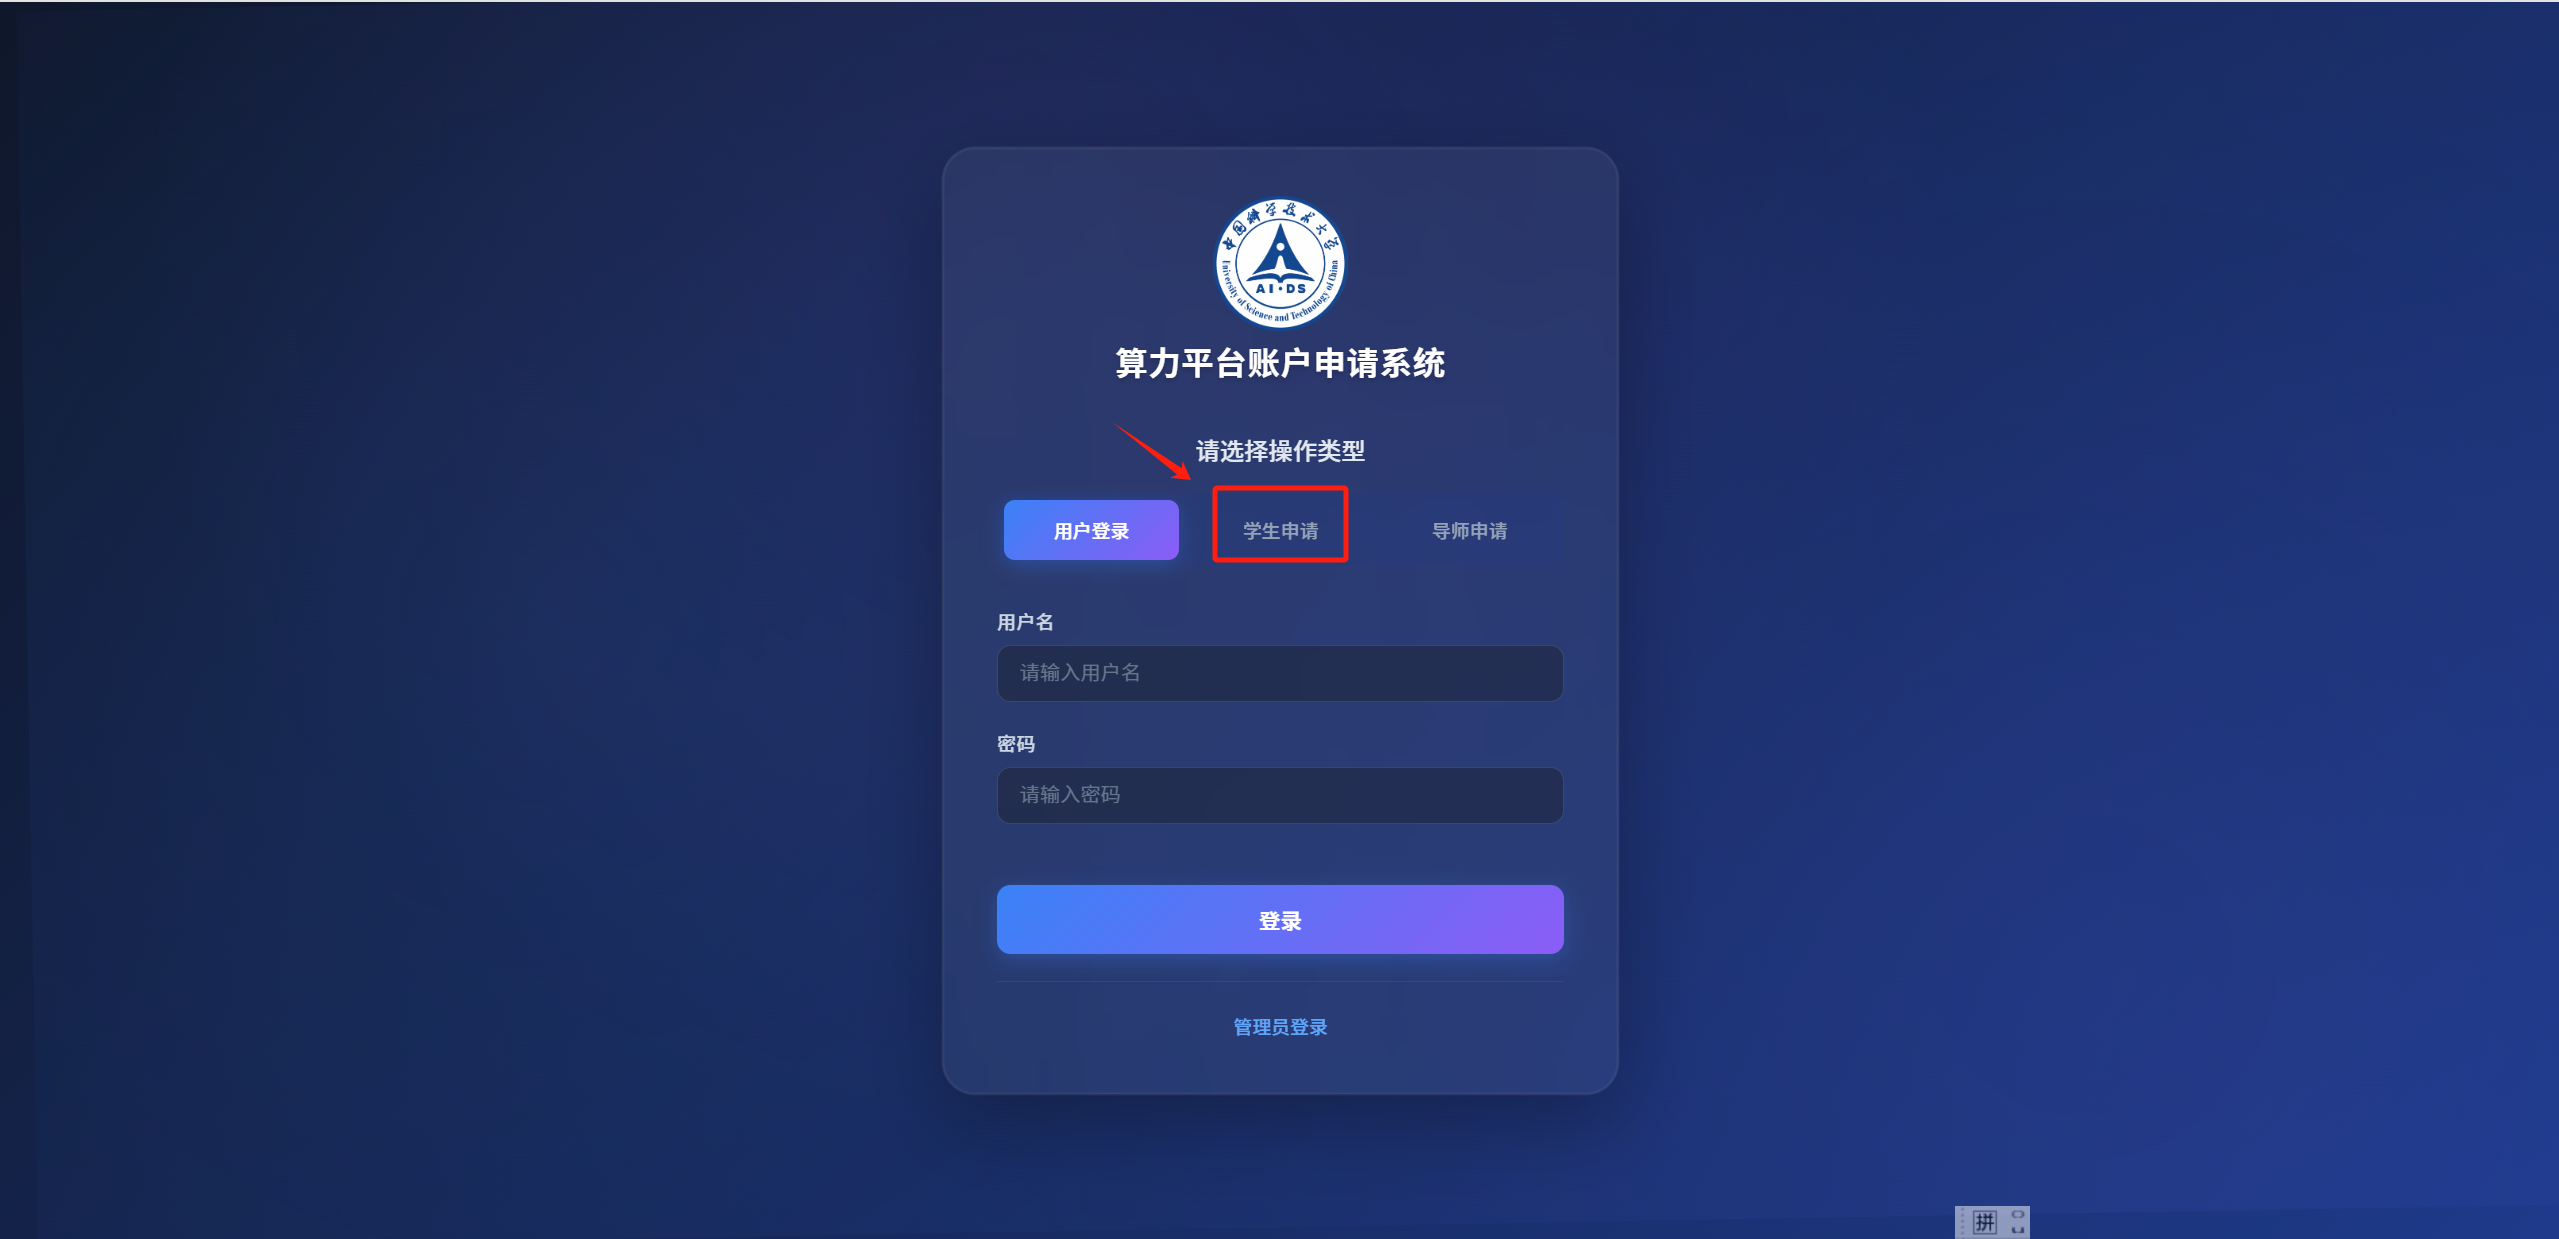 中国科学技术大学
AI·DS
University of Science and Technology of China
算力平台账户申请系统
请选择操作类型
用户登录
学生申请
导师申请
用户名
请输入用户名
密码
请输入密码
登录
管理员登录
拼